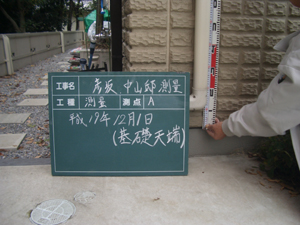 工事名 彦坂 中山邸 測量
工種 測量 測点 A
平成18年12月1日
(基礎天端)